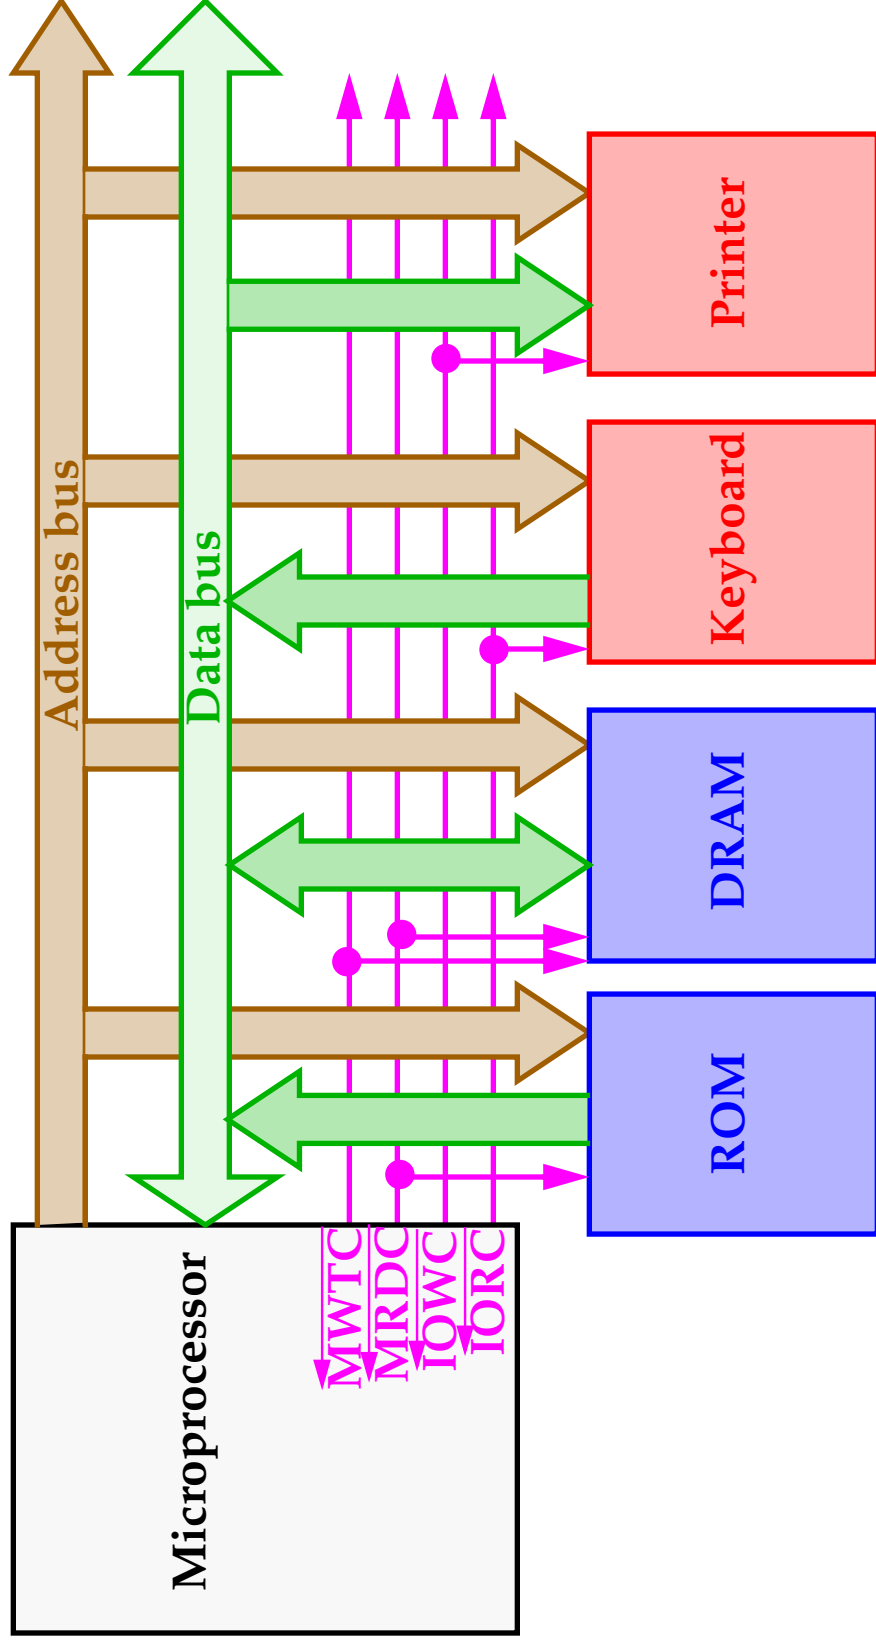 Address bus
Data bus
Microprocessor
MWTC
MRDC
IOWC
IORC
ROM
DRAM
Keyboard
Printer